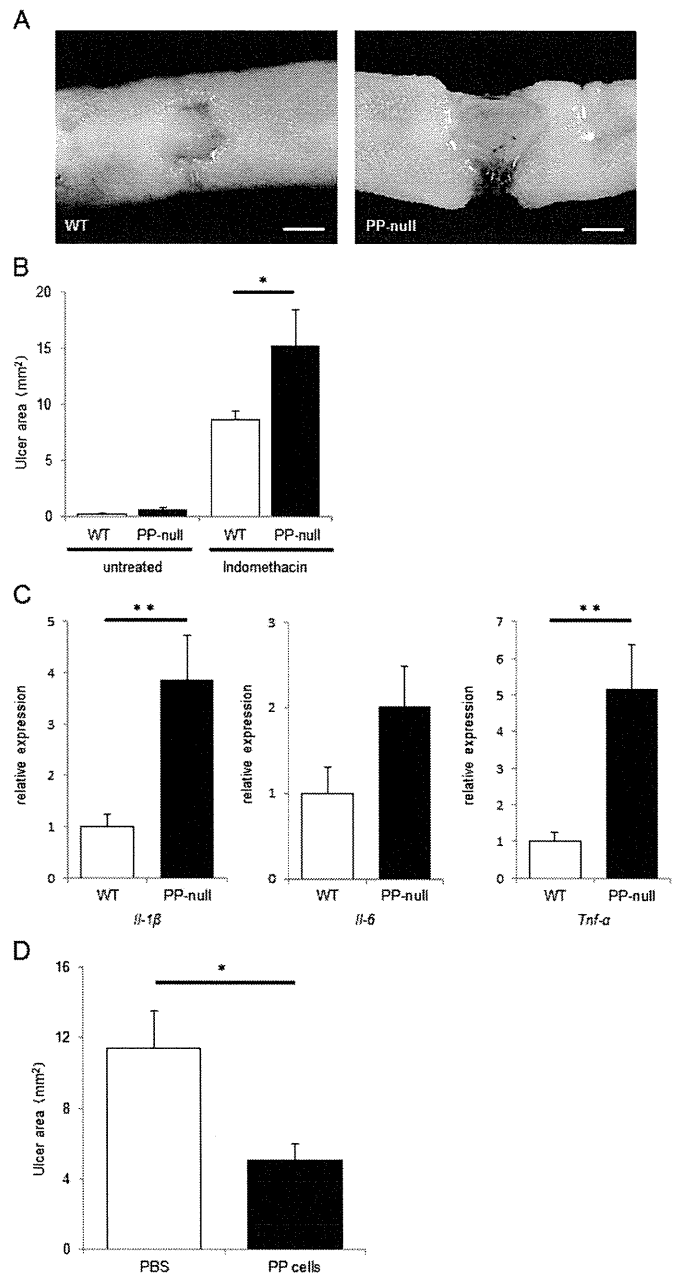 A
WT
PP-null
B
Ulcer area (mm²)
20
15
10
5
0
*
WT
PP-null
WT
PP-null
untreated
Indomethacin
C
relative expression
5
4
3
2
1
0
**
WT
PP-null
Il-1β
relative expression
3
2
1
0
WT
PP-null
Il-6
relative expression
7
6
5
4
3
2
1
0
**
WT
PP-null
Tnf-α
D
Ulcer area (mm²)
16
12
8
4
0
*
PBS
PP cells